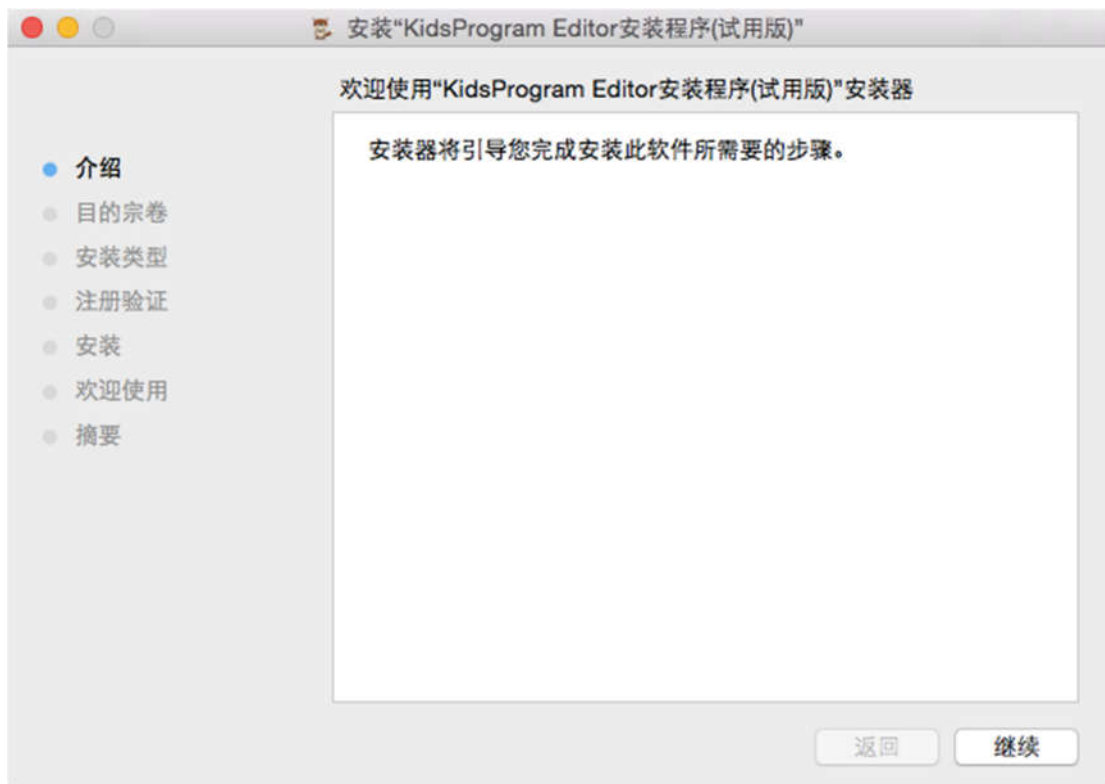 安装“KidsProgram Editor安装程序(试用版)”
欢迎使用“KidsProgram Editor安装程序(试用版)”安装器
安装器将引导您完成安装此软件所需要的步骤。
介绍
目的宗卷
安装类型
注册验证
安装
欢迎使用
摘要
返回
继续